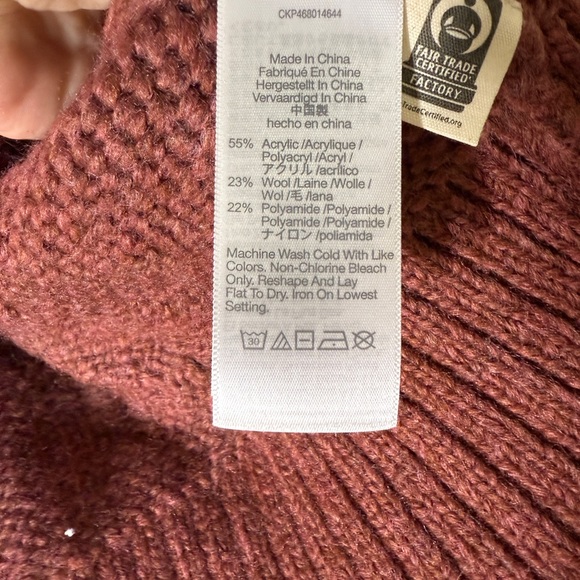 CKP468014644
Made In China
Fabriqué En Chine
Hergestellt In China
Vervaardigd In China
中国製
hecho en china
55% Acrylic /Acrylique /
Polyacryl /Acryl /
アクリル /acrílico
23% Wool /Laine /Wolle /
Wol /毛 /lana
22% Polyamide /Polyamide /
Polyamide /Polyamide /
ナイロン /poliamida
Machine Wash Cold With Like
Colors. Non-Chlorine Bleach
Only. Reshape And Lay
Flat To Dry. Iron On Lowest
Setting.
30
FAIR TRADE
CERTIFIED
FACTORY
TradeCertified.org